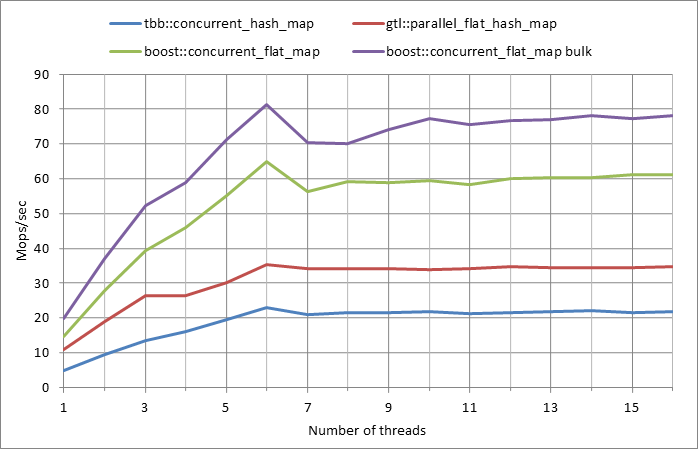 tbb::concurrent_hash_map gtl::parallel_flat_hash_map
boost::concurrent_flat_map boost::concurrent_flat_map bulk
90
80
70
60
50
40
30
20
10
0
Mops/sec
1 3 5 7 9 11 13 15
Number of threads